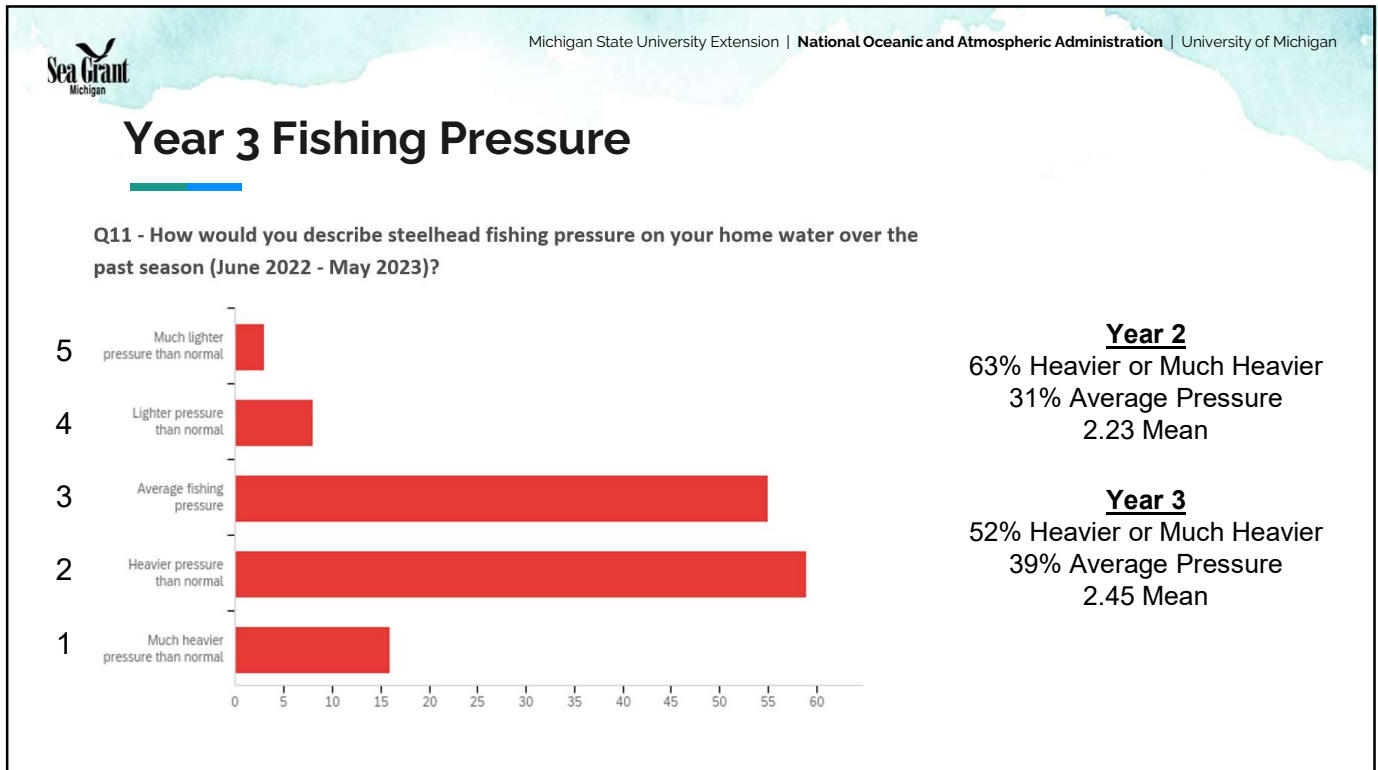 Sea Grant
Michigan
Michigan State University Extension | National Oceanic and Atmospheric Administration | University of Michigan
Year 3 Fishing Pressure
Q11 - How would you describe steelhead fishing pressure on your home water over the
past season (June 2022 - May 2023)?
5
Much lighter
pressure than normal
4
Lighter pressure
than normal
3
Average fishing
pressure
2
Heavier pressure
than normal
1
Much heavier
pressure than normal
0 5 10 15 20 25 30 35 40 45 50 55 60
Year 2
63% Heavier or Much Heavier
31% Average Pressure
2.23 Mean
Year 3
52% Heavier or Much Heavier
39% Average Pressure
2.45 Mean